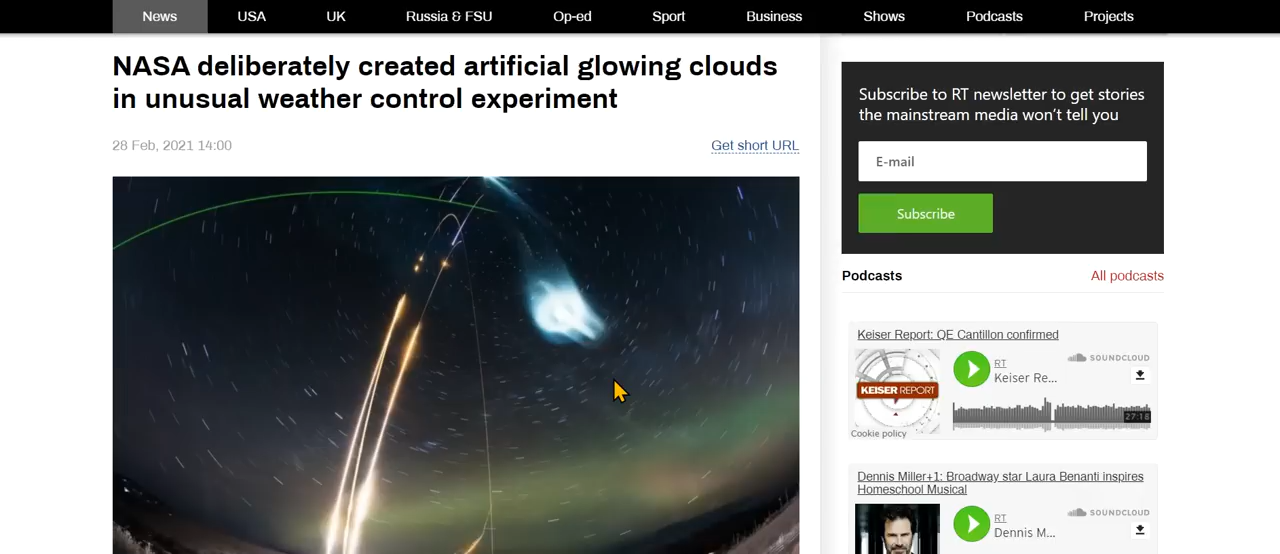 News USA UK Russia & FSU Op-ed Sport Business Shows Podcasts Projects
NASA deliberately created artificial glowing clouds
in unusual weather control experiment
28 Feb, 2021 14:00
Get short URL
Subscribe to RT newsletter to get stories
the mainstream media won't tell you
E-mail
Subscribe
Podcasts
All podcasts
Keiser Report: QE Cantillon confirmed
SOUNDCLOUD
RT
Keiser Re...
KEISER REPORT
27:18
Cookie policy
Dennis Miller+1: Broadway star Laura Benanti inspires
Homeschool Musical
SOUNDCLOUD
RT
Dennis M...